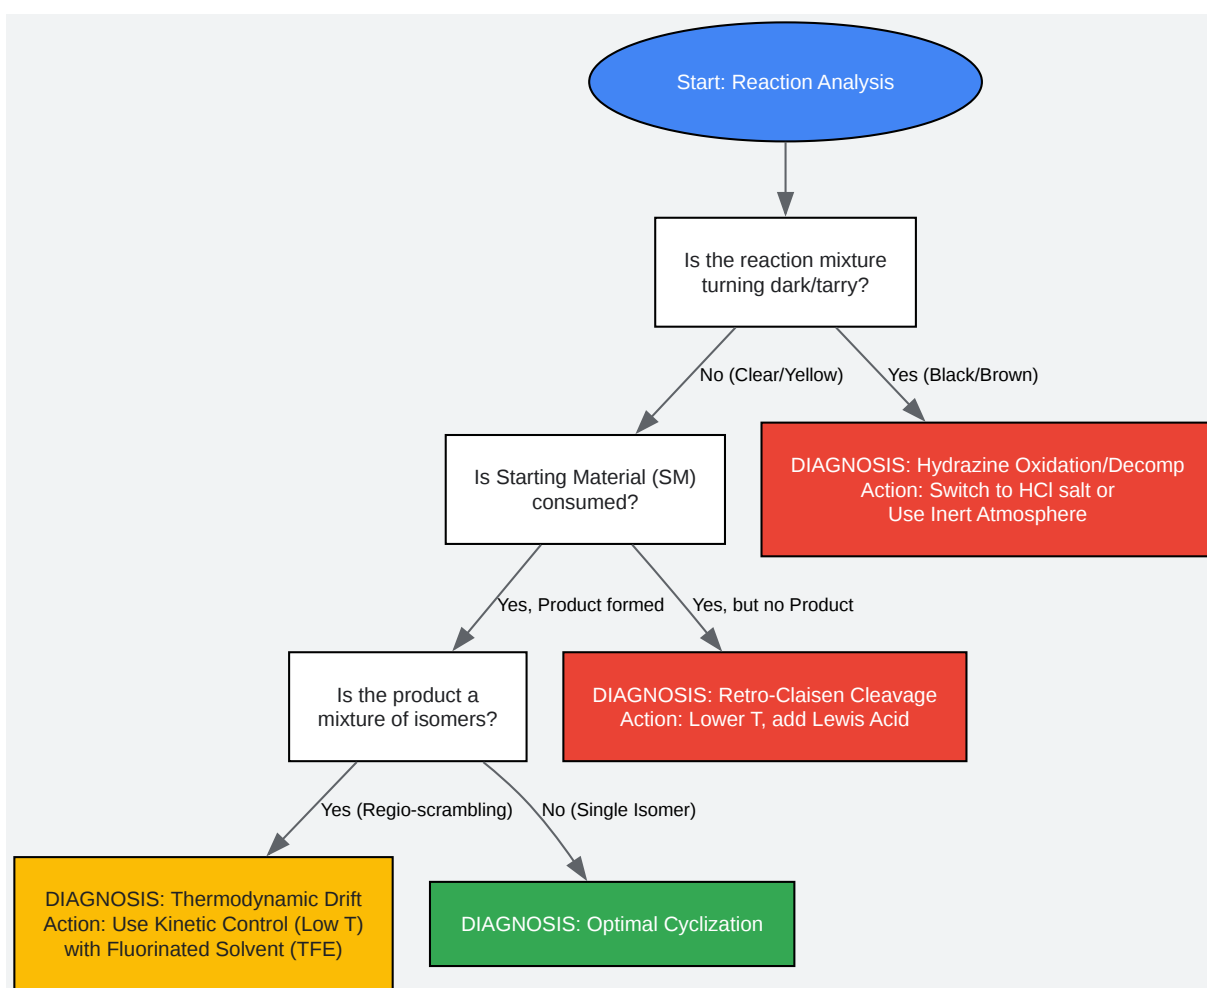 Start: Reaction Analysis
Is the reaction mixture
turning dark/tarry?
No (Clear/Yellow)
Yes (Black/Brown)
Is Starting Material (SM)
consumed?
DIAGNOSIS: Hydrazine Oxidation/Decomp
Action: Switch to HCl salt or
Use Inert Atmosphere
Yes, Product formed
Yes, but no Product
Is the product a
mixture of isomers?
DIAGNOSIS: Retro-Claisen Cleavage
Action: Lower T, add Lewis Acid
Yes (Regio-scrambling)
No (Single Isomer)
DIAGNOSIS: Thermodynamic Drift
Action: Use Kinetic Control (Low T)
with Fluorinated Solvent (TFE)
DIAGNOSIS: Optimal Cyclization